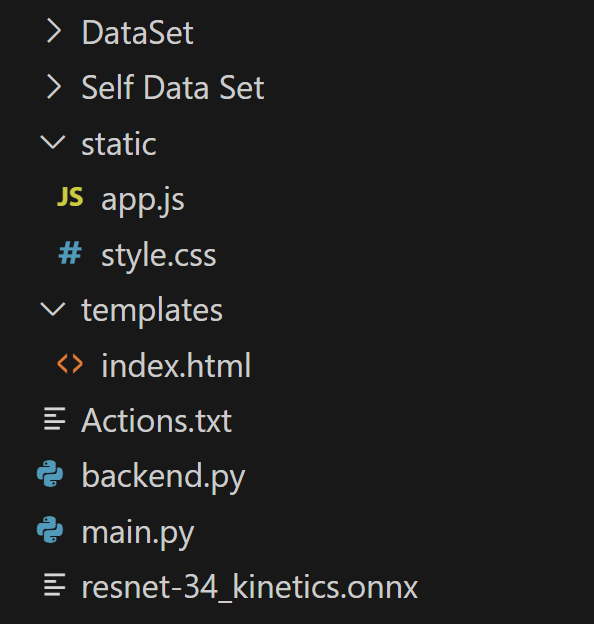 DataSet
Self Data Set
static
JS app.js
# style.css
templates
<> index.html
Actions.txt
backend.py
main.py
resnet-34_kinetics.onnx